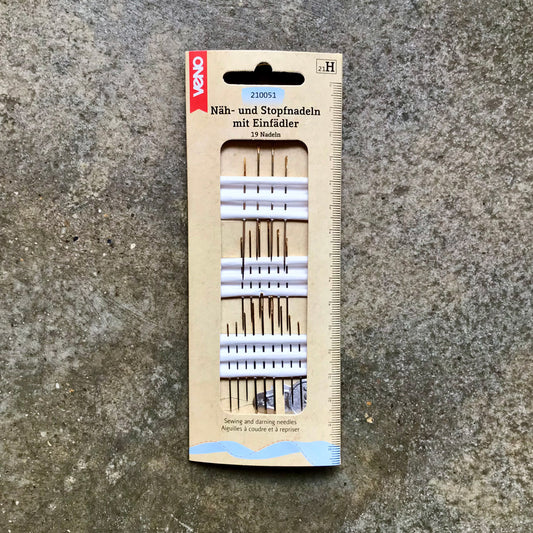 VENO
21H
210051
Näh- und Stopfnadeln
mit Einfädler
19 Nadeln
Sewing and darning needles
Aiguilles à coudre et à repriser